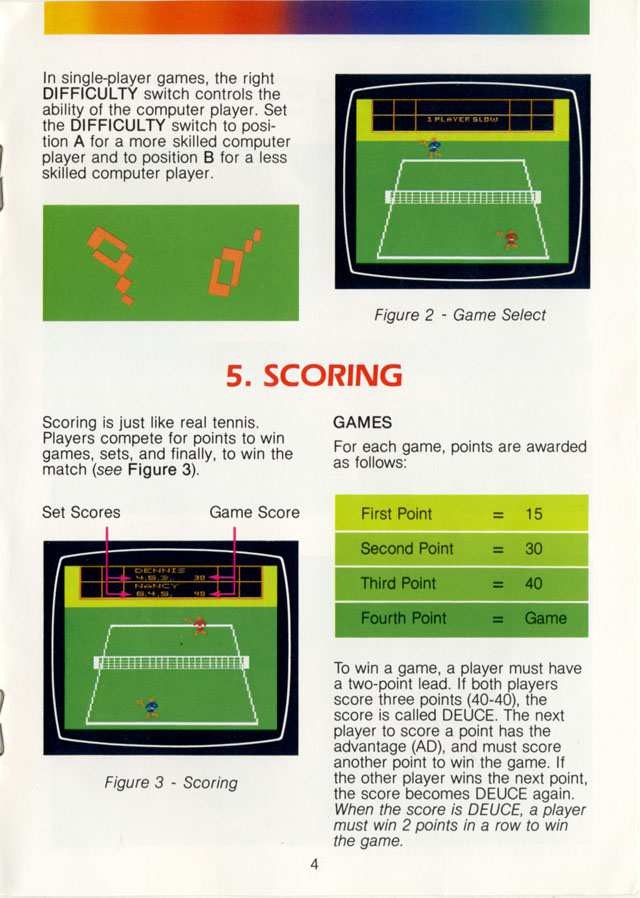 In single-player games, the right
DIFFICULTY switch controls the
ability of the computer player. Set
the DIFFICULTY switch to posi-
tion A for a more skilled computer
player and to position B for a less
skilled computer player.
1 PLAYER SLOW
Figure 2 - Game Select
5. SCORING
Scoring is just like real tennis.
Players compete for points to win
games, sets, and finally, to win the
match (see Figure 3).
Set Scores Game Score
DENNIS
4.5.3. 30
NANCY
6.4.5. 40
Figure 3 - Scoring
GAMES
For each game, points are awarded
as follows:
First Point = 15
Second Point = 30
Third Point = 40
Fourth Point = Game
To win a game, a player must have
a two-point lead. If both players
score three points (40-40), the
score is called DEUCE. The next
player to score a point has the
advantage (AD), and must score
another point to win the game. If
the other player wins the next point,
the score becomes DEUCE again.
When the score is DEUCE, a player
must win 2 points in a row to win
the game.
4